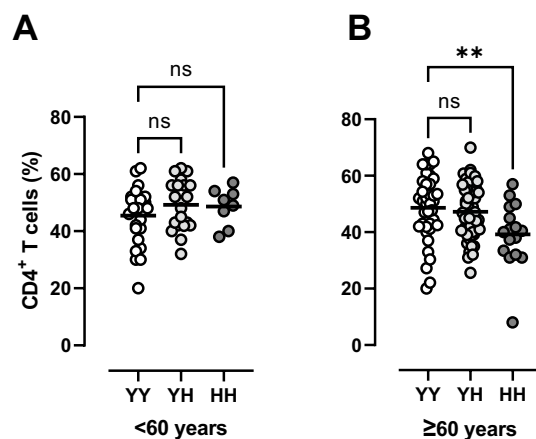 A
ns
ns
CD4⁺ T cells (%)
80
60
40
20
0
YY YH HH
<60 years
B
**
ns
80
60
40
20
0
YY YH HH
≥60 years